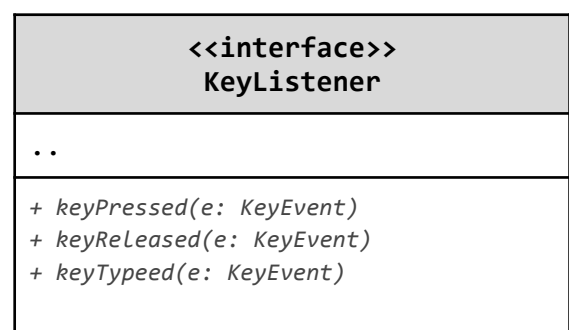 <<interface>>
KeyListener
..
+ keyPressed(e: KeyEvent)
+ keyReleased(e: KeyEvent)
+ keyTypeed(e: KeyEvent)